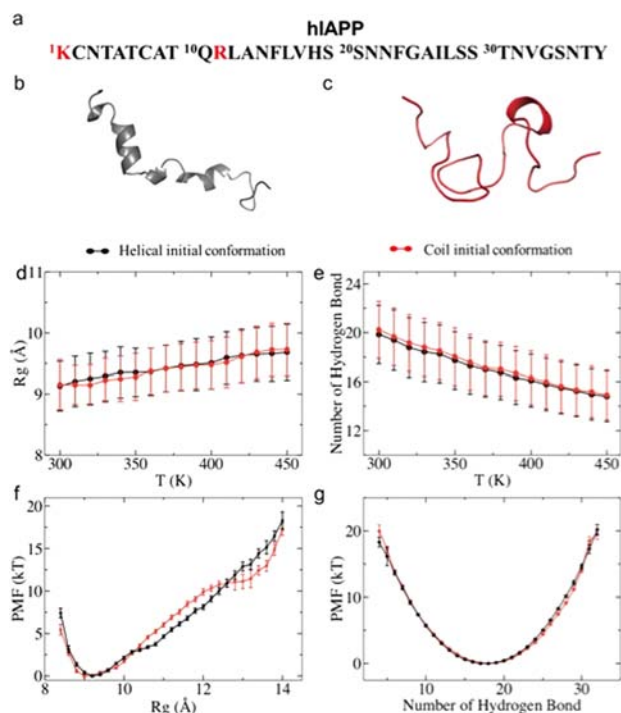 a
hIAPP
¹KCNTATCAT ¹⁰QRLANFLVHS ²⁰SNNFGAILSS ³⁰TNVGSNTY
b
c
Helical initial conformation
Coil initial conformation
d
11
10
9
8
Rg (Å)
300
350
400
450
T (K)
e
24
20
16
12
Number of Hydrogen Bond
300
350
400
450
T (K)
f
20
15
10
5
0
PMF (kT)
8
10
12
14
Rg (Å)
g
20
10
0
PMF (kT)
10
20
30
Number of Hydrogen Bond